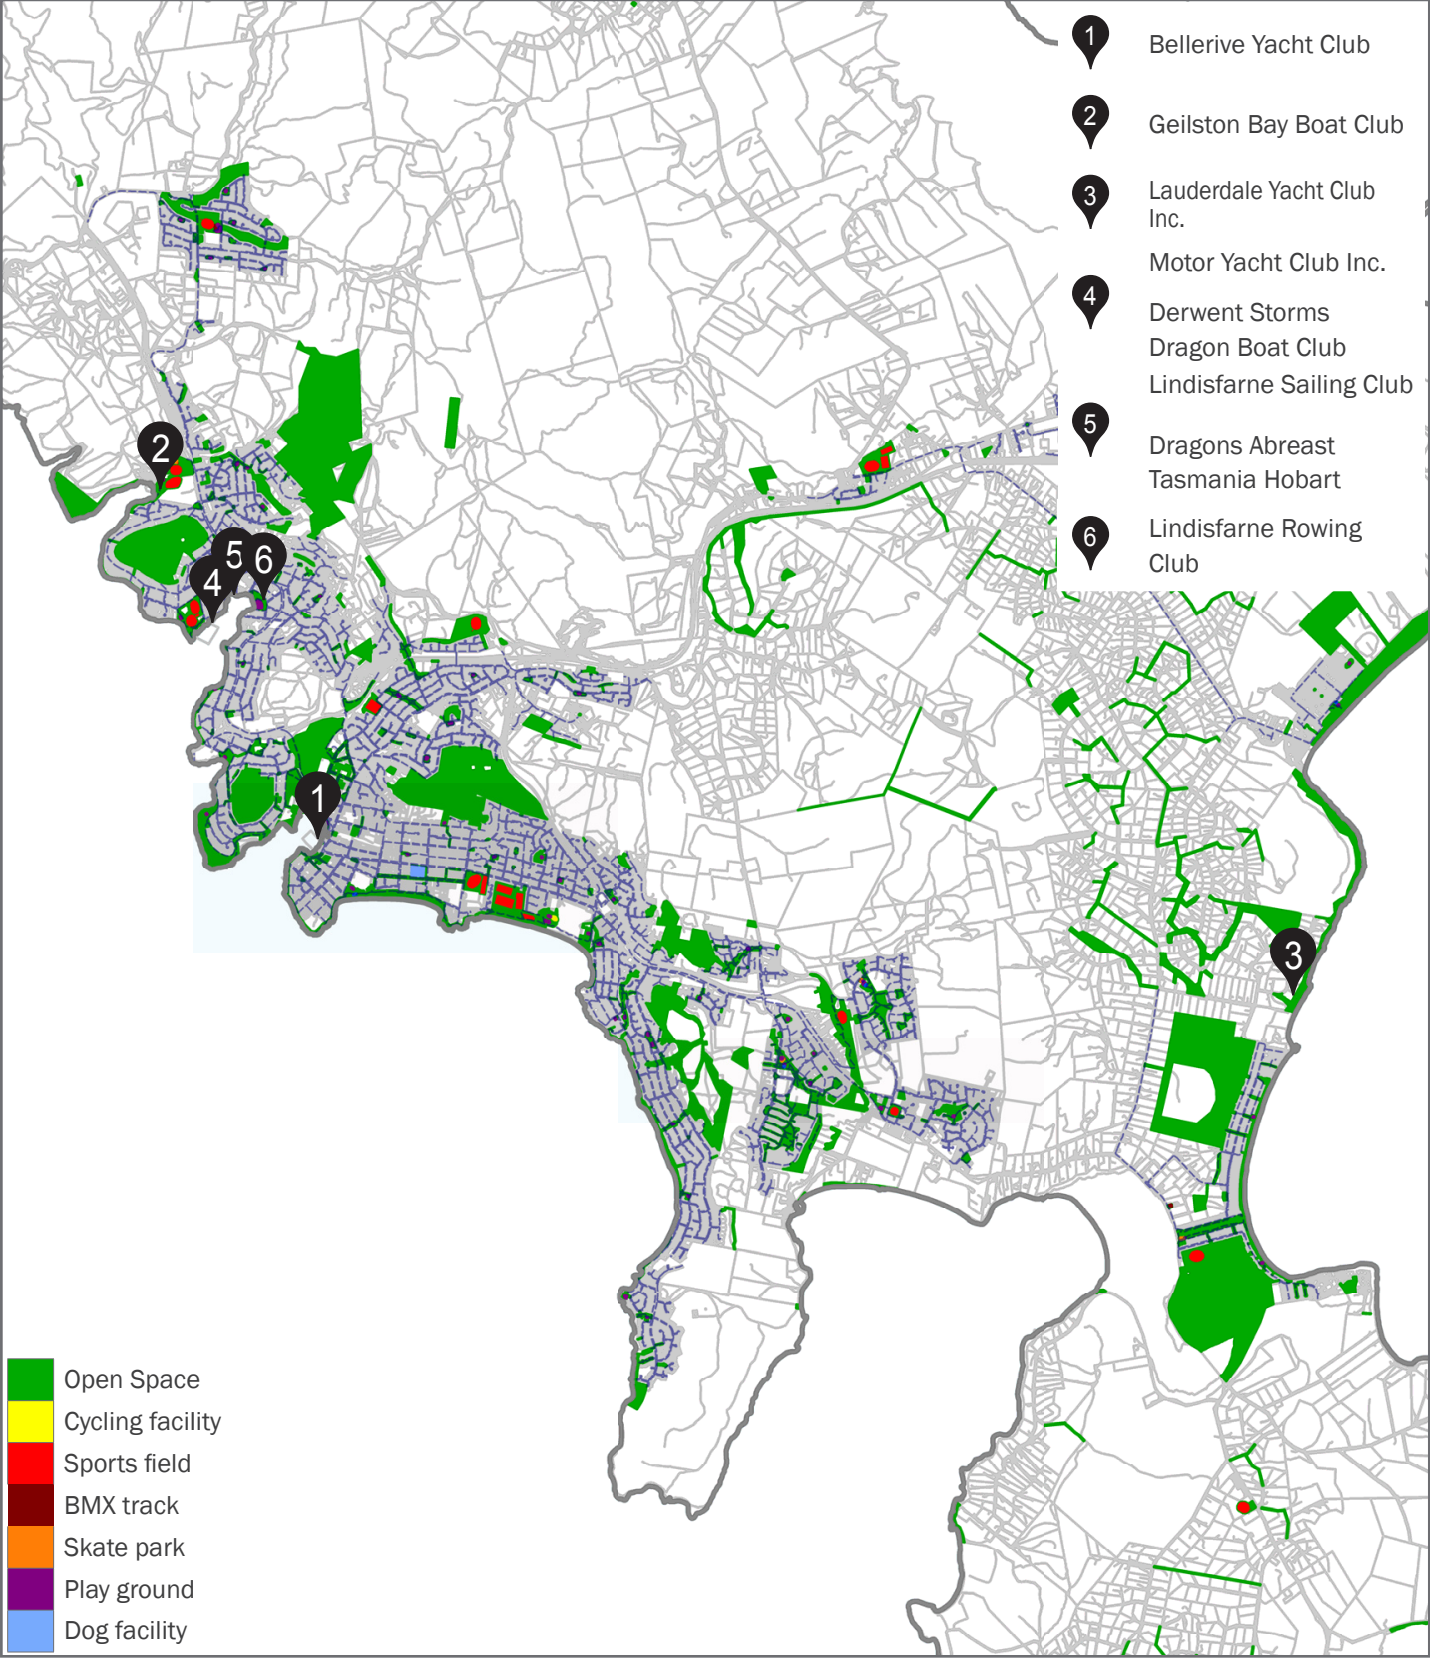 1
Bellerive Yacht Club
2
Geilston Bay Boat Club
3
Lauderdale Yacht Club
Inc.
Motor Yacht Club Inc.
4
Derwent Storms
Dragon Boat Club
Lindisfarne Sailing Club
5
Dragons Abreast
Tasmania Hobart
6
Lindisfarne Rowing
Club
2
5
6
4
1
3
Open Space
Cycling facility
Sports field
BMX track
Skate park
Play ground
Dog facility